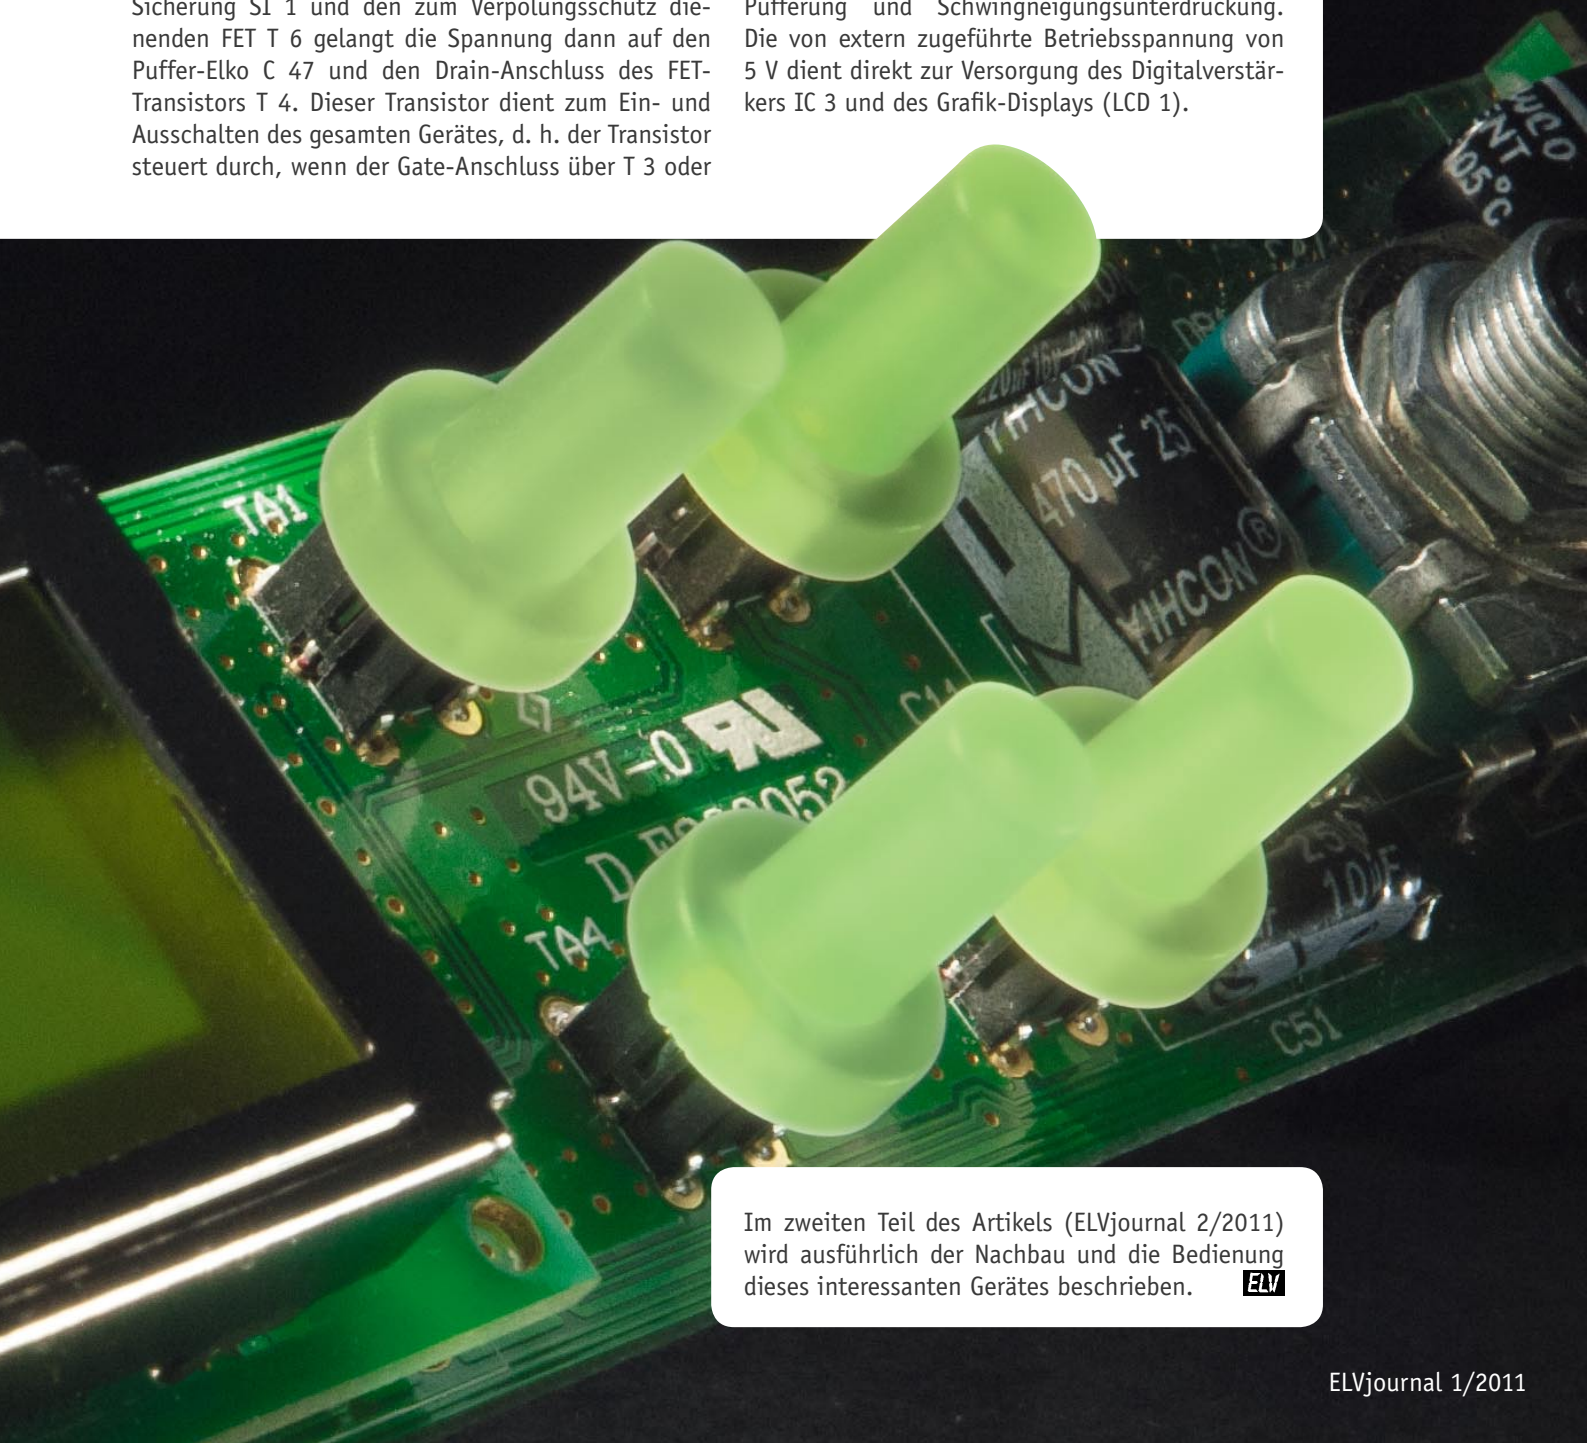 Sicherung SI 1 und den zum Verpolungsschutz die-
nenden FET T 6 gelangt die Spannung dann auf den
Puffer-Elko C 47 und den Drain-Anschluss des FET-
Transistors T 4. Dieser Transistor dient zum Ein- und
Ausschalten des gesamten Gerätes, d. h. der Transistor
steuert durch, wenn der Gate-Anschluss über T 3 oder
Pufferung und Schwingneigungsunterdrückung.
Die von extern zugeführte Betriebsspannung von
5 V dient direkt zur Versorgung des Digitalverstär-
kers IC 3 und des Grafik-Displays (LCD 1).
YIHCON
470 µF 25
YIHCON®
TA1
94V-0
D
TA4
C51
Im zweiten Teil des Artikels (ELVjournal 2/2011)
wird ausführlich der Nachbau und die Bedienung
dieses interessanten Gerätes beschrieben.
ELV
ELVjournal 1/2011